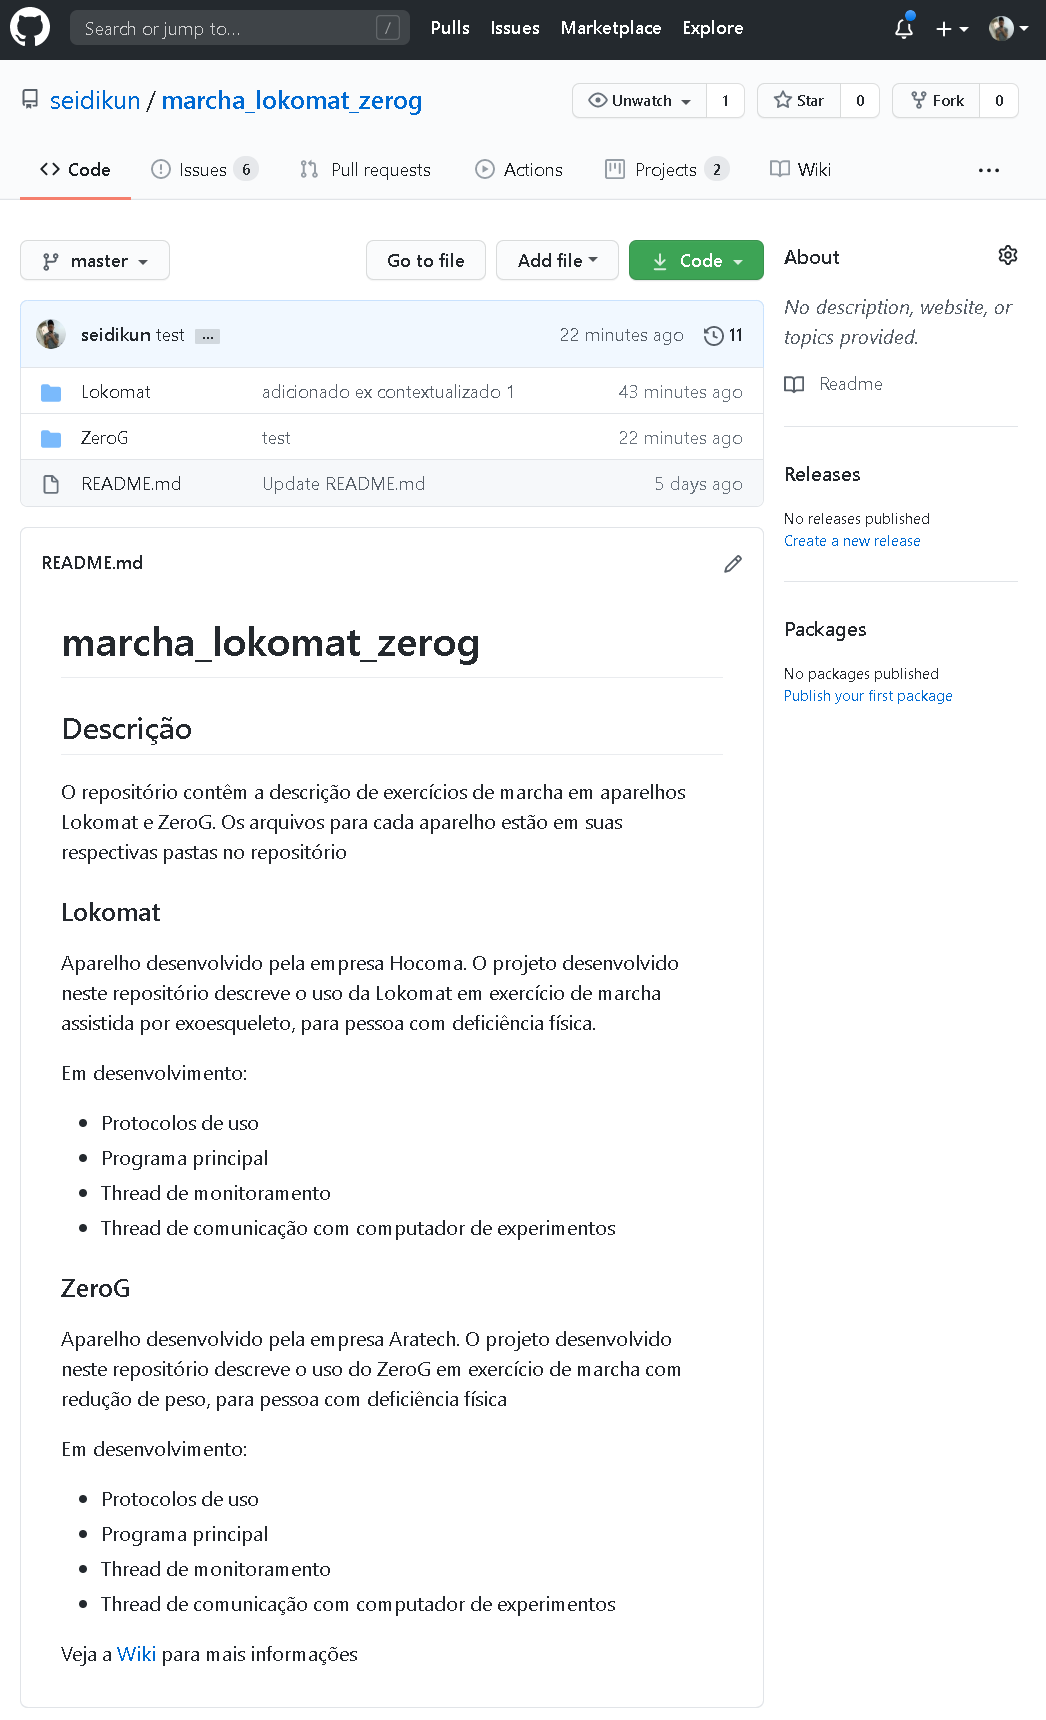 Search or jump to... /
Pulls Issues Marketplace Explore
seidikun / marcha_lokomat_zerog
Unwatch 1 Star 0 Fork 0
Code Issues 6 Pull requests Actions Projects 2 Wiki ...
master Go to file Add file Code
seidikun test ... 22 minutes ago 11
Lokomat adicionado ex contextualizado 1 43 minutes ago
ZeroG test 22 minutes ago
README.md Update README.md 5 days ago
About
No description, website, or
topics provided.
Readme
Releases
No releases published
Create a new release
Packages
No packages published
Publish your first package
README.md
marcha_lokomat_zerog
Descrição
O repositório contêm a descrição de exercícios de marcha em aparelhos
Lokomat e ZeroG. Os arquivos para cada aparelho estão em suas
respectivas pastas no repositório
Lokomat
Aparelho desenvolvido pela empresa Hocoma. O projeto desenvolvido
neste repositório descreve o uso da Lokomat em exercício de marcha
assistida por exoesqueleto, para pessoa com deficiência física.
Em desenvolvimento:
Protocolos de uso
Programa principal
Thread de monitoramento
Thread de comunicação com computador de experimentos
ZeroG
Aparelho desenvolvido pela empresa Aratech. O projeto desenvolvido
neste repositório descreve o uso do ZeroG em exercício de marcha com
redução de peso, para pessoa com deficiência física
Em desenvolvimento:
Protocolos de uso
Programa principal
Thread de monitoramento
Thread de comunicação com computador de experimentos
Veja a Wiki para mais informações